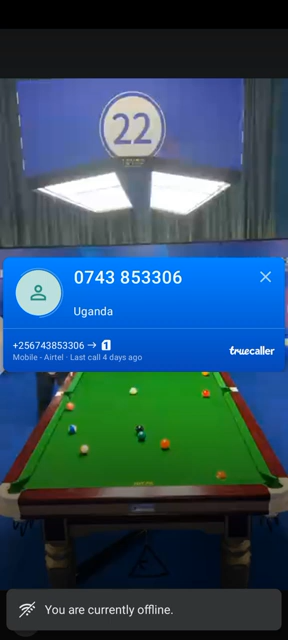 22
0743 853306
Uganda
+256743853306 → 1
Mobile - Airtel · Last call 4 days ago
truecaller
You are currently offline.